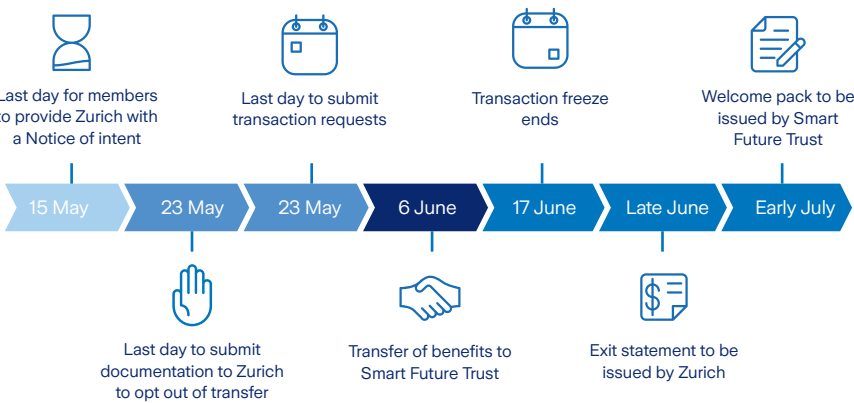 Last day for members
to provide Zurich with
a Notice of intent
Last day to submit
transaction requests
Transaction freeze
ends
Welcome pack to be
issued by Smart
Future Trust
15 May
23 May
23 May
6 June
17 June
Late June
Early July
Last day to submit
documentation to Zurich
to opt out of transfer
Transfer of benefits to
Smart Future Trust
$
Exit statement to be
issued by Zurich